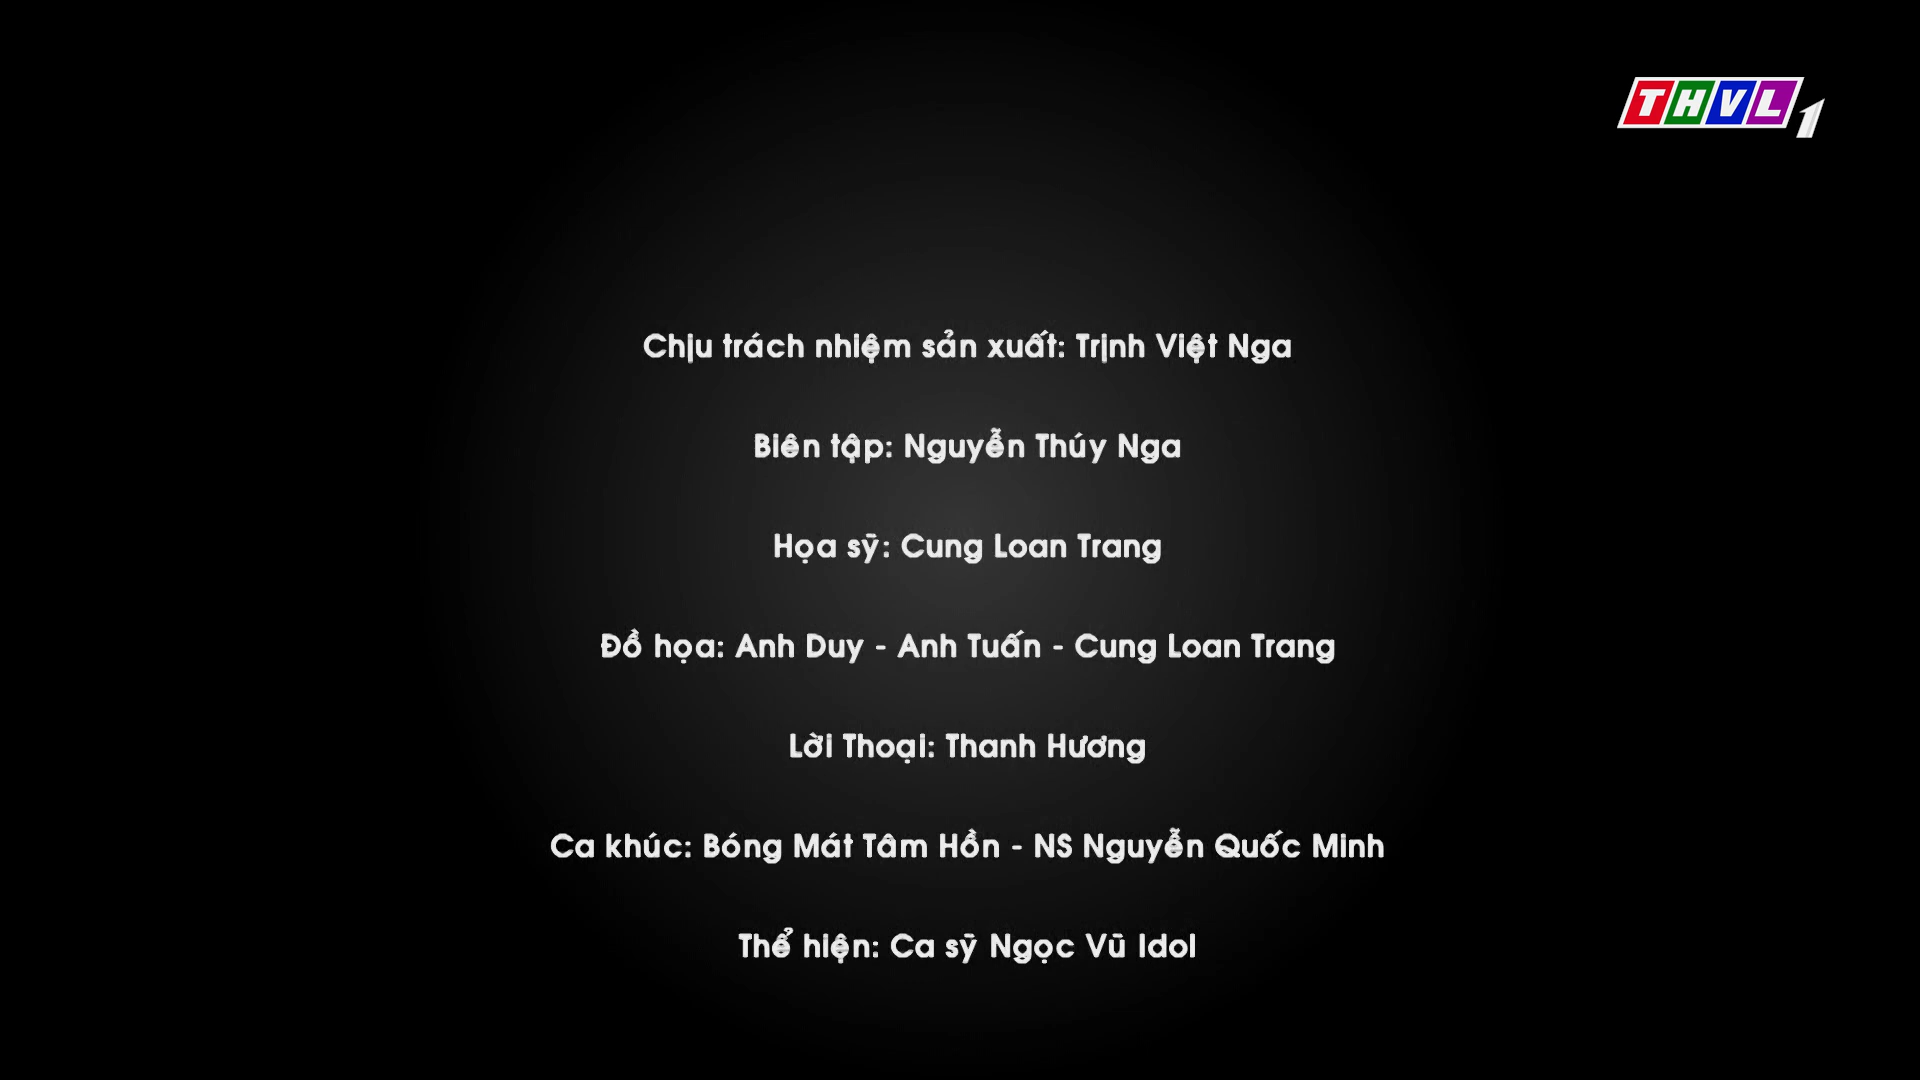 THVL1
Chịu trách nhiệm sản xuất: Trịnh Việt Nga
Biên tập: Nguyễn Thúy Nga
Họa sỹ: Cung Loan Trang
Đồ họa: Anh Duy - Anh Tuấn - Cung Loan Trang
Lời Thoại: Thanh Hương
Ca khúc: Bóng Mát Tâm Hồn - NS Nguyễn Quốc Minh
Thể hiện: Ca sỹ Ngọc Vũ Idol